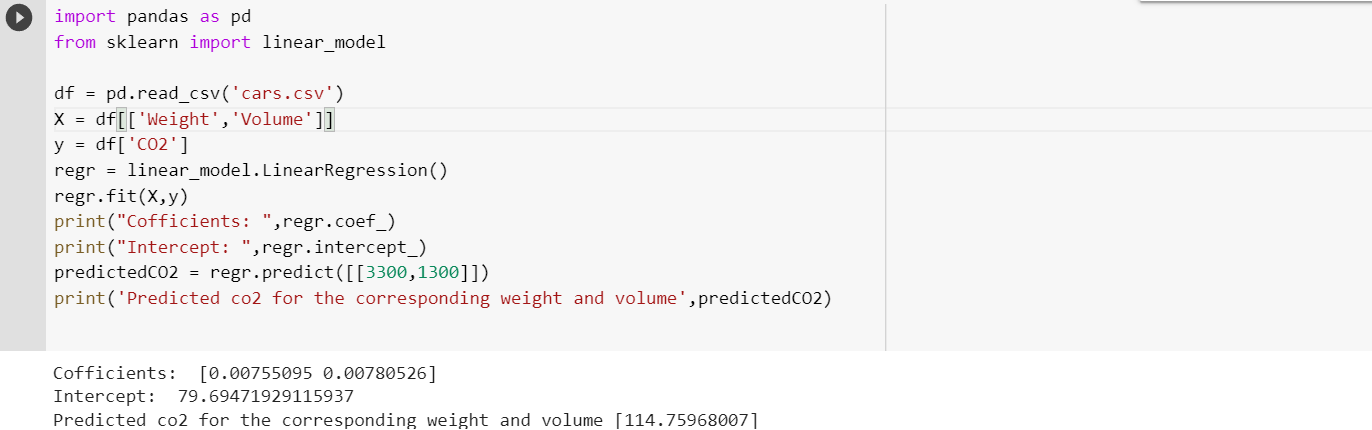 import pandas as pd
from sklearn import linear_model
df = pd.read_csv('cars.csv')
X = df[['Weight','Volume']]
y = df['CO2']
regr = linear_model.LinearRegression()
regr.fit(X,y)
print("Cofficients: ",regr.coef_)
print("Intercept: ",regr.intercept_)
predictedCO2 = regr.predict([[3300,1300]])
print('Predicted co2 for the corresponding weight and volume',predictedCO2)
Cofficients:  [0.00755095 0.00780526]
Intercept:  79.69471929115937
Predicted co2 for the corresponding weight and volume [114.75968007]